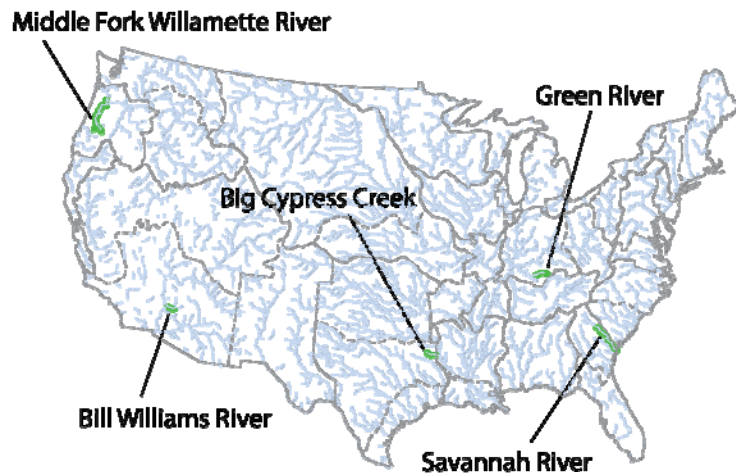 Middle Fork Willamette River
Green River
Big Cypress Creek
Bill Williams River
Savannah River